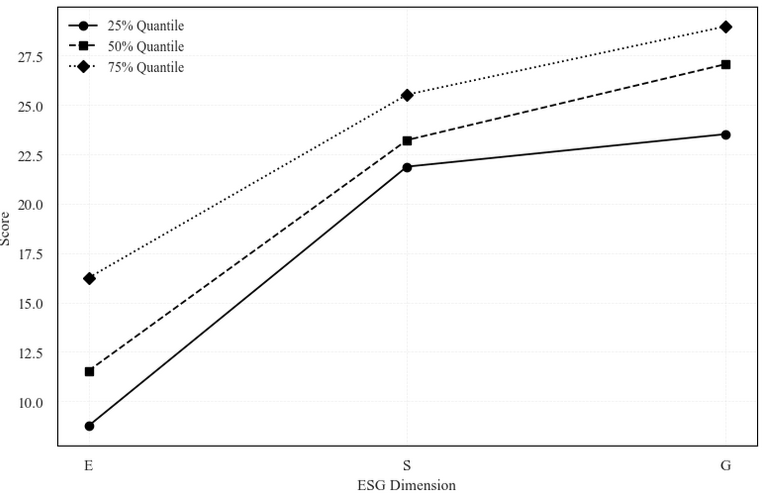 25% Quantile
50% Quantile
75% Quantile
27.5
25.0
22.5
20.0
17.5
15.0
12.5
10.0
Score
E S G
ESG Dimension